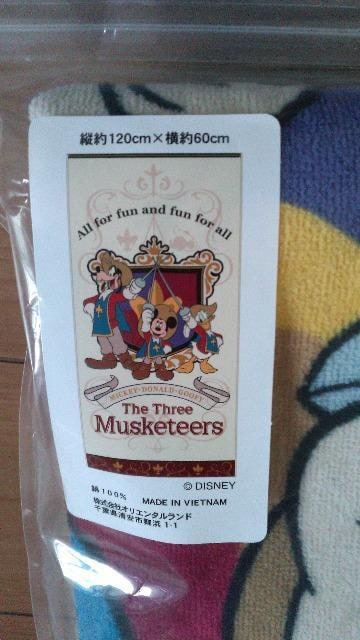 縦約120cm×横約60cm
All for fun and fun for all
MICKEY·DONALD·GOOFY
The Three
Musketeers
© DISNEY
綿100% MADE IN VIETNAM
株式会社オリエンタルランド
千葉県浦安市舞浜 1-1